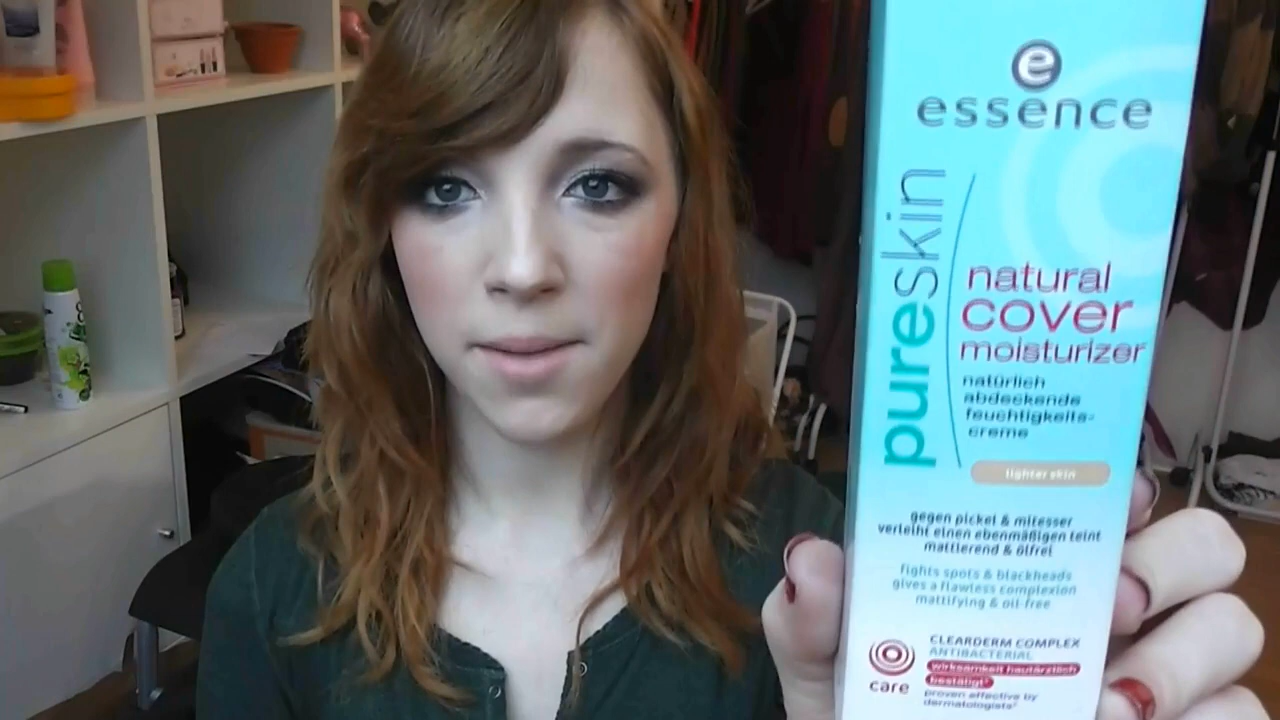 e
essence
pureskin
natural
cover
moisturizer
natürlich
abdeckende
feuchtigkeits-
creme
lighter skin
gegen pickel & mitesser
verleiht einen ebenmäßigen teint
mattierend & ölfrei
fights spots & blackheads
gives a flawless complexion
mattifying & oil-free
CLEARDERM COMPLEX
ANTIBACTERIAL
wirksamkeit hautärztlich
bestätigt*
care
proven effective by
dermatologists*